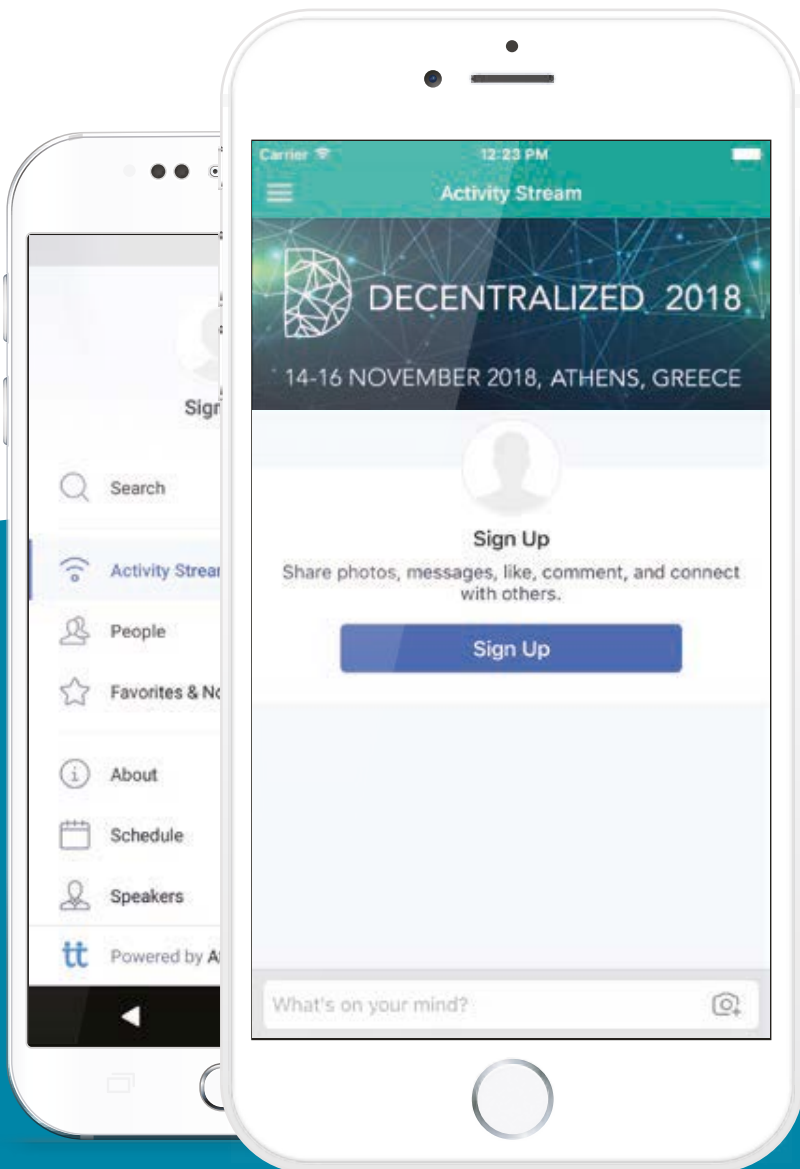 Carrier
12:23 PM
Activity Stream
DECENTRALIZED 2018
14-16 NOVEMBER 2018, ATHENS, GREECE
Sign Up
Share photos, messages, like, comment, and connect
with others.
Sign Up
What's on your mind?
Sigr
Search
Activity Strear
People
Favorites & No
About
Schedule
Speakers
tt Powered by A